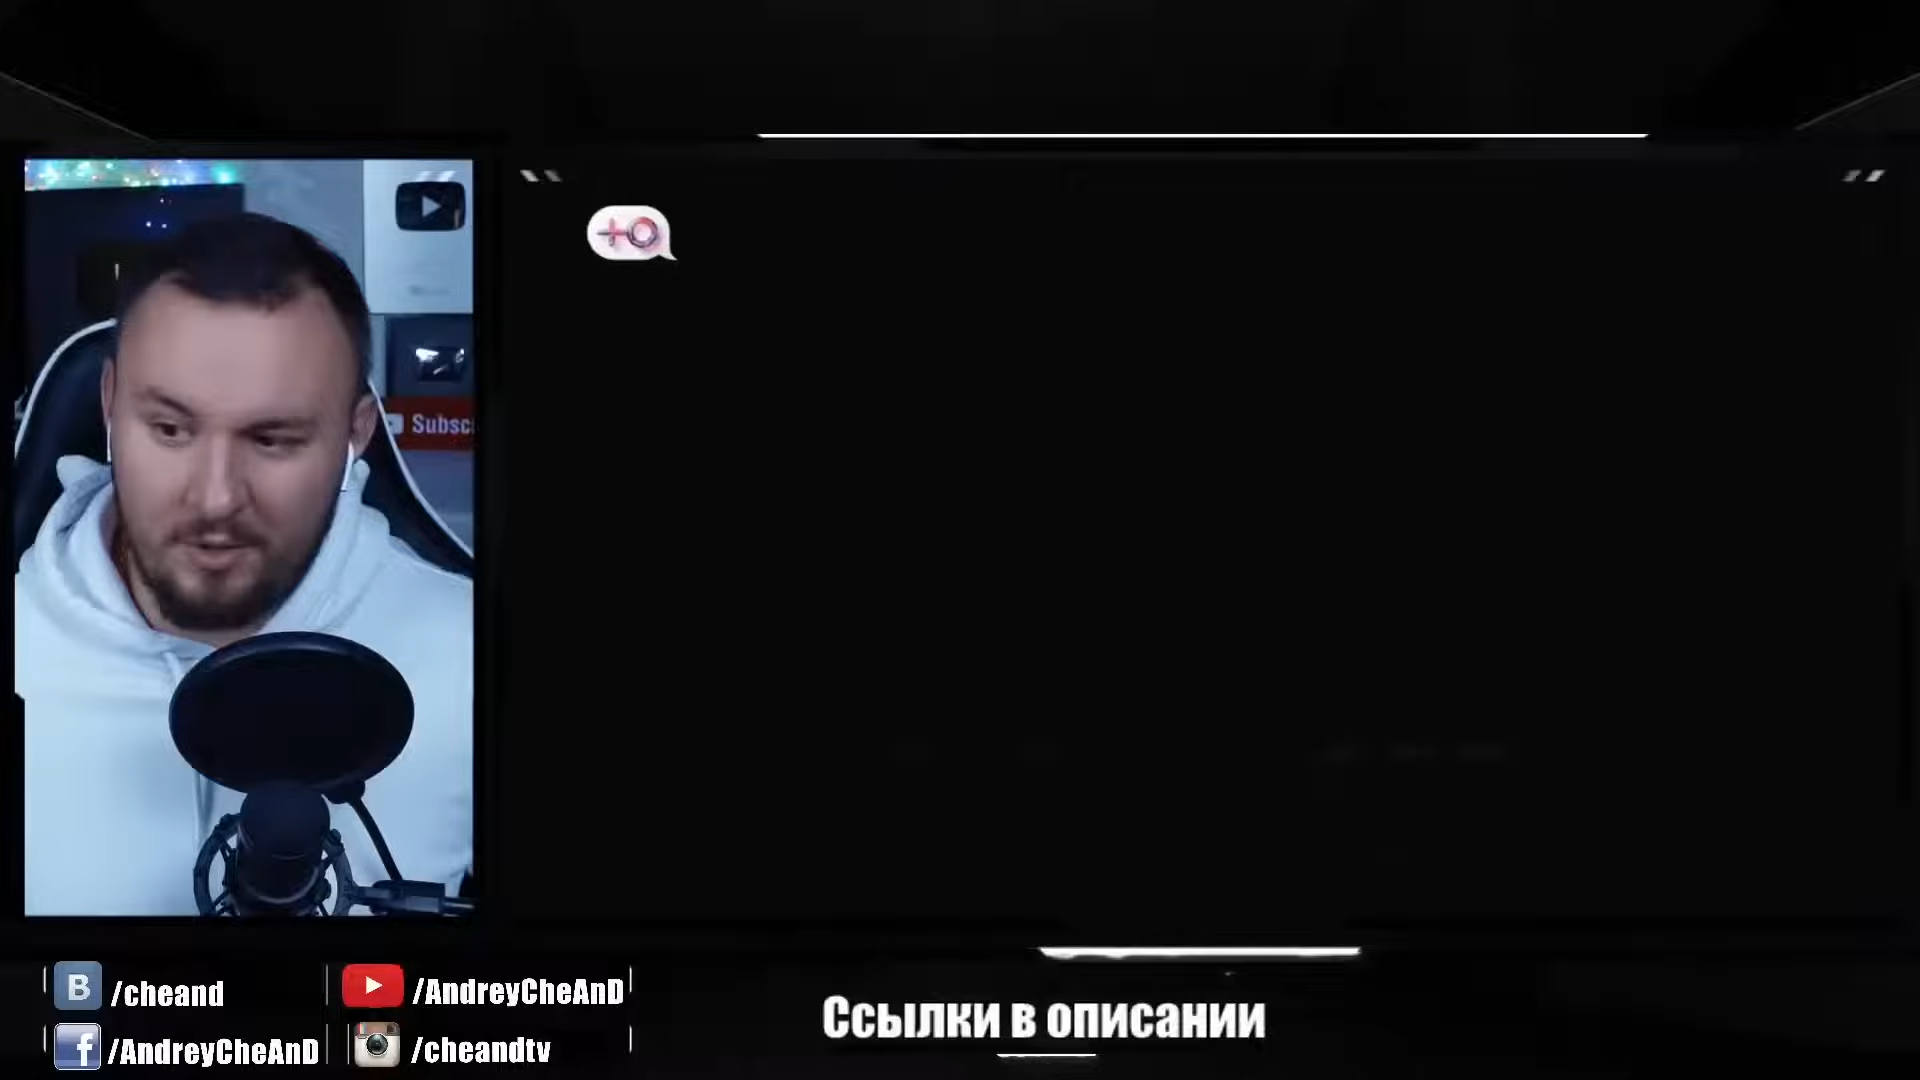 Subsc
В /cheand
/AndreyCheAnD
f /AndreyCheAnD
/cheandtv
Ссылки в описании